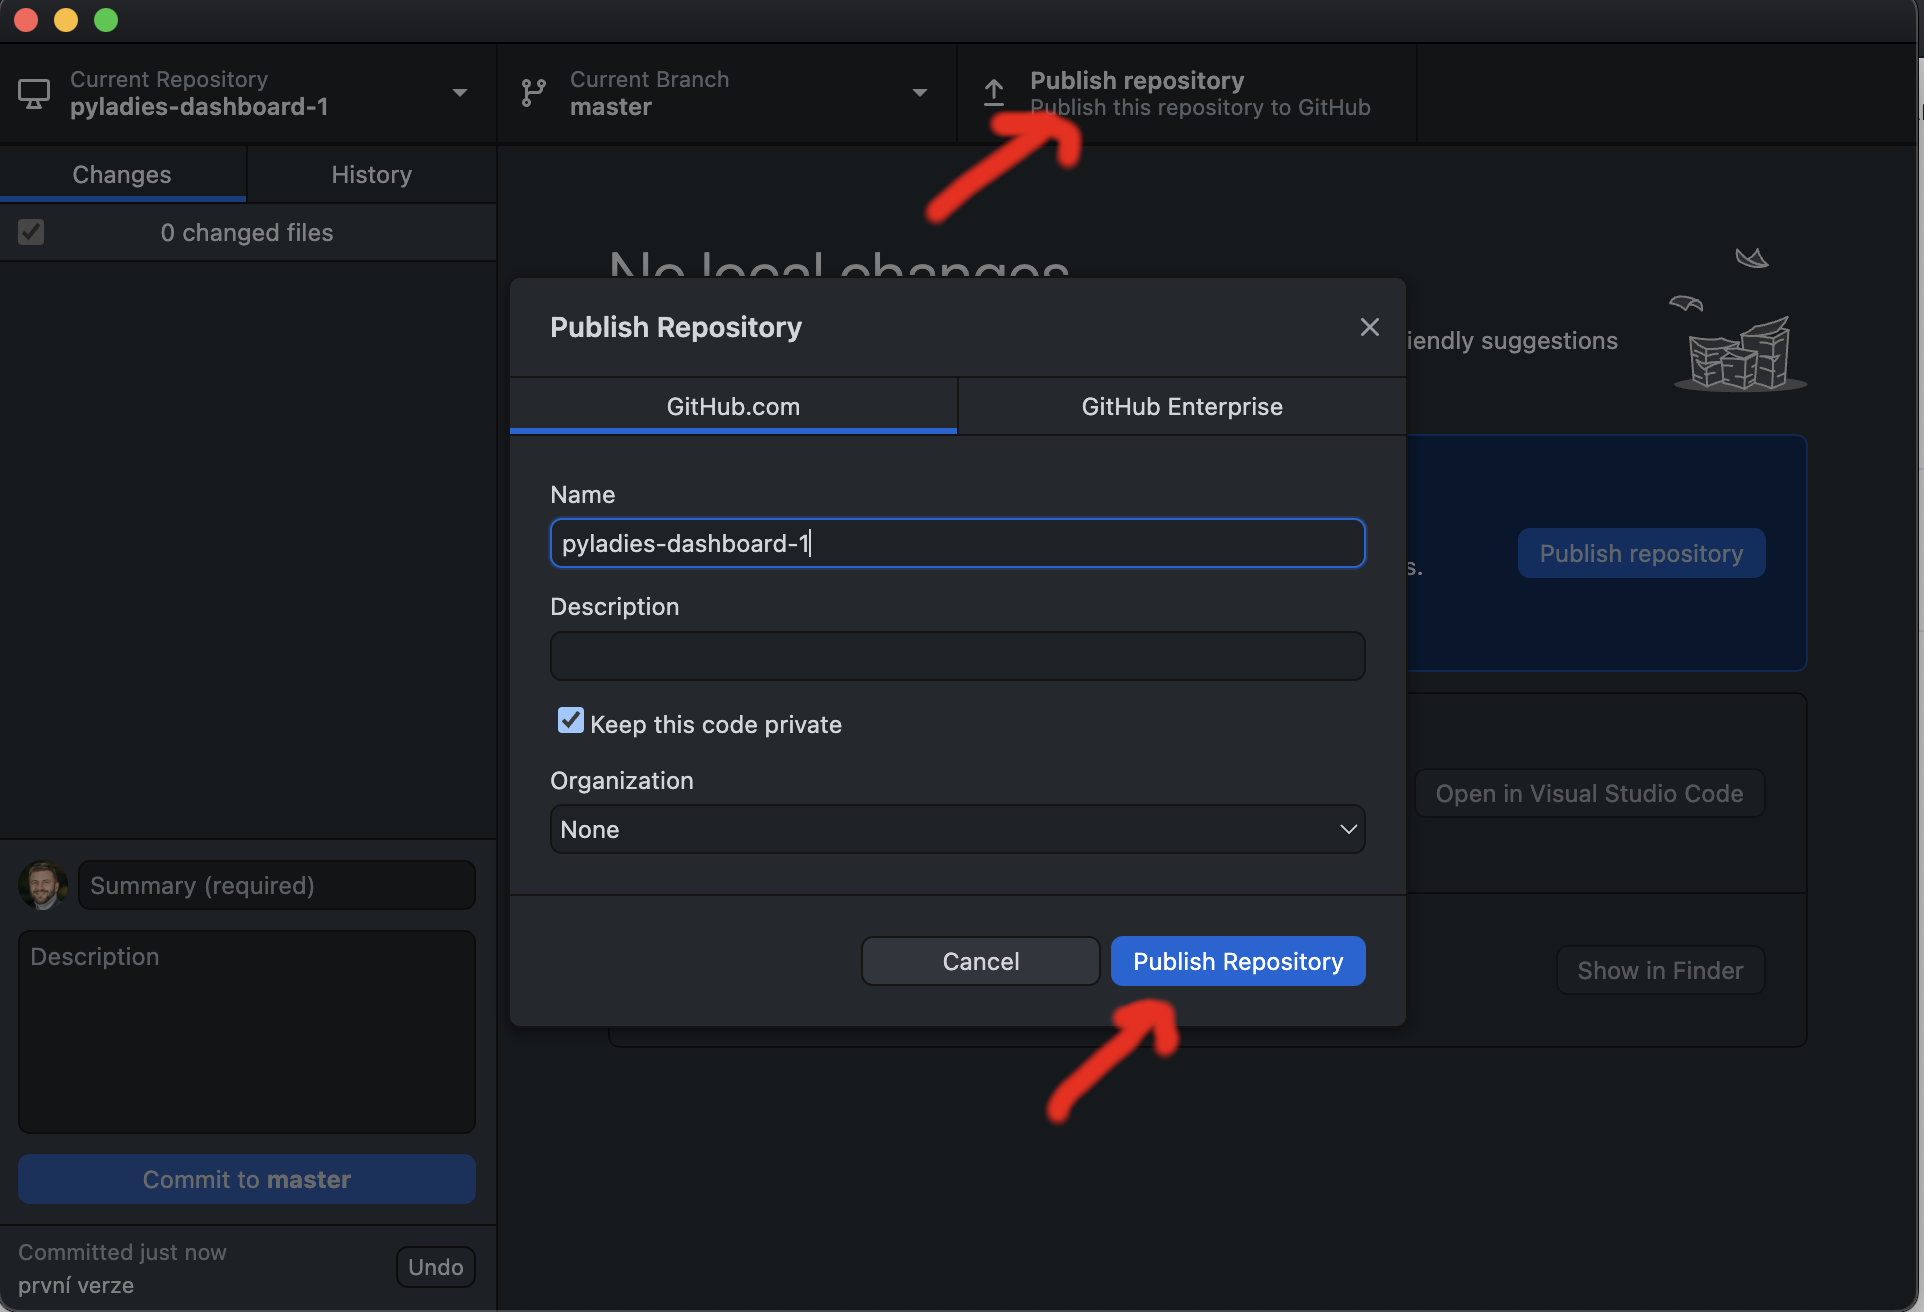 Current Repository
pyladies-dashboard-1
Current Branch
master
Publish repository
Publish this repository to GitHub
Changes
History
0 changed files
No local changes
iendly suggestions
s.
Publish repository
Open in Visual Studio Code
Show in Finder
Publish Repository
GitHub.com
GitHub Enterprise
Name
pyladies-dashboard-1
Description
Keep this code private
Organization
None
Cancel
Publish Repository
Summary (required)
Description
Commit to master
Committed just now
první verze
Undo